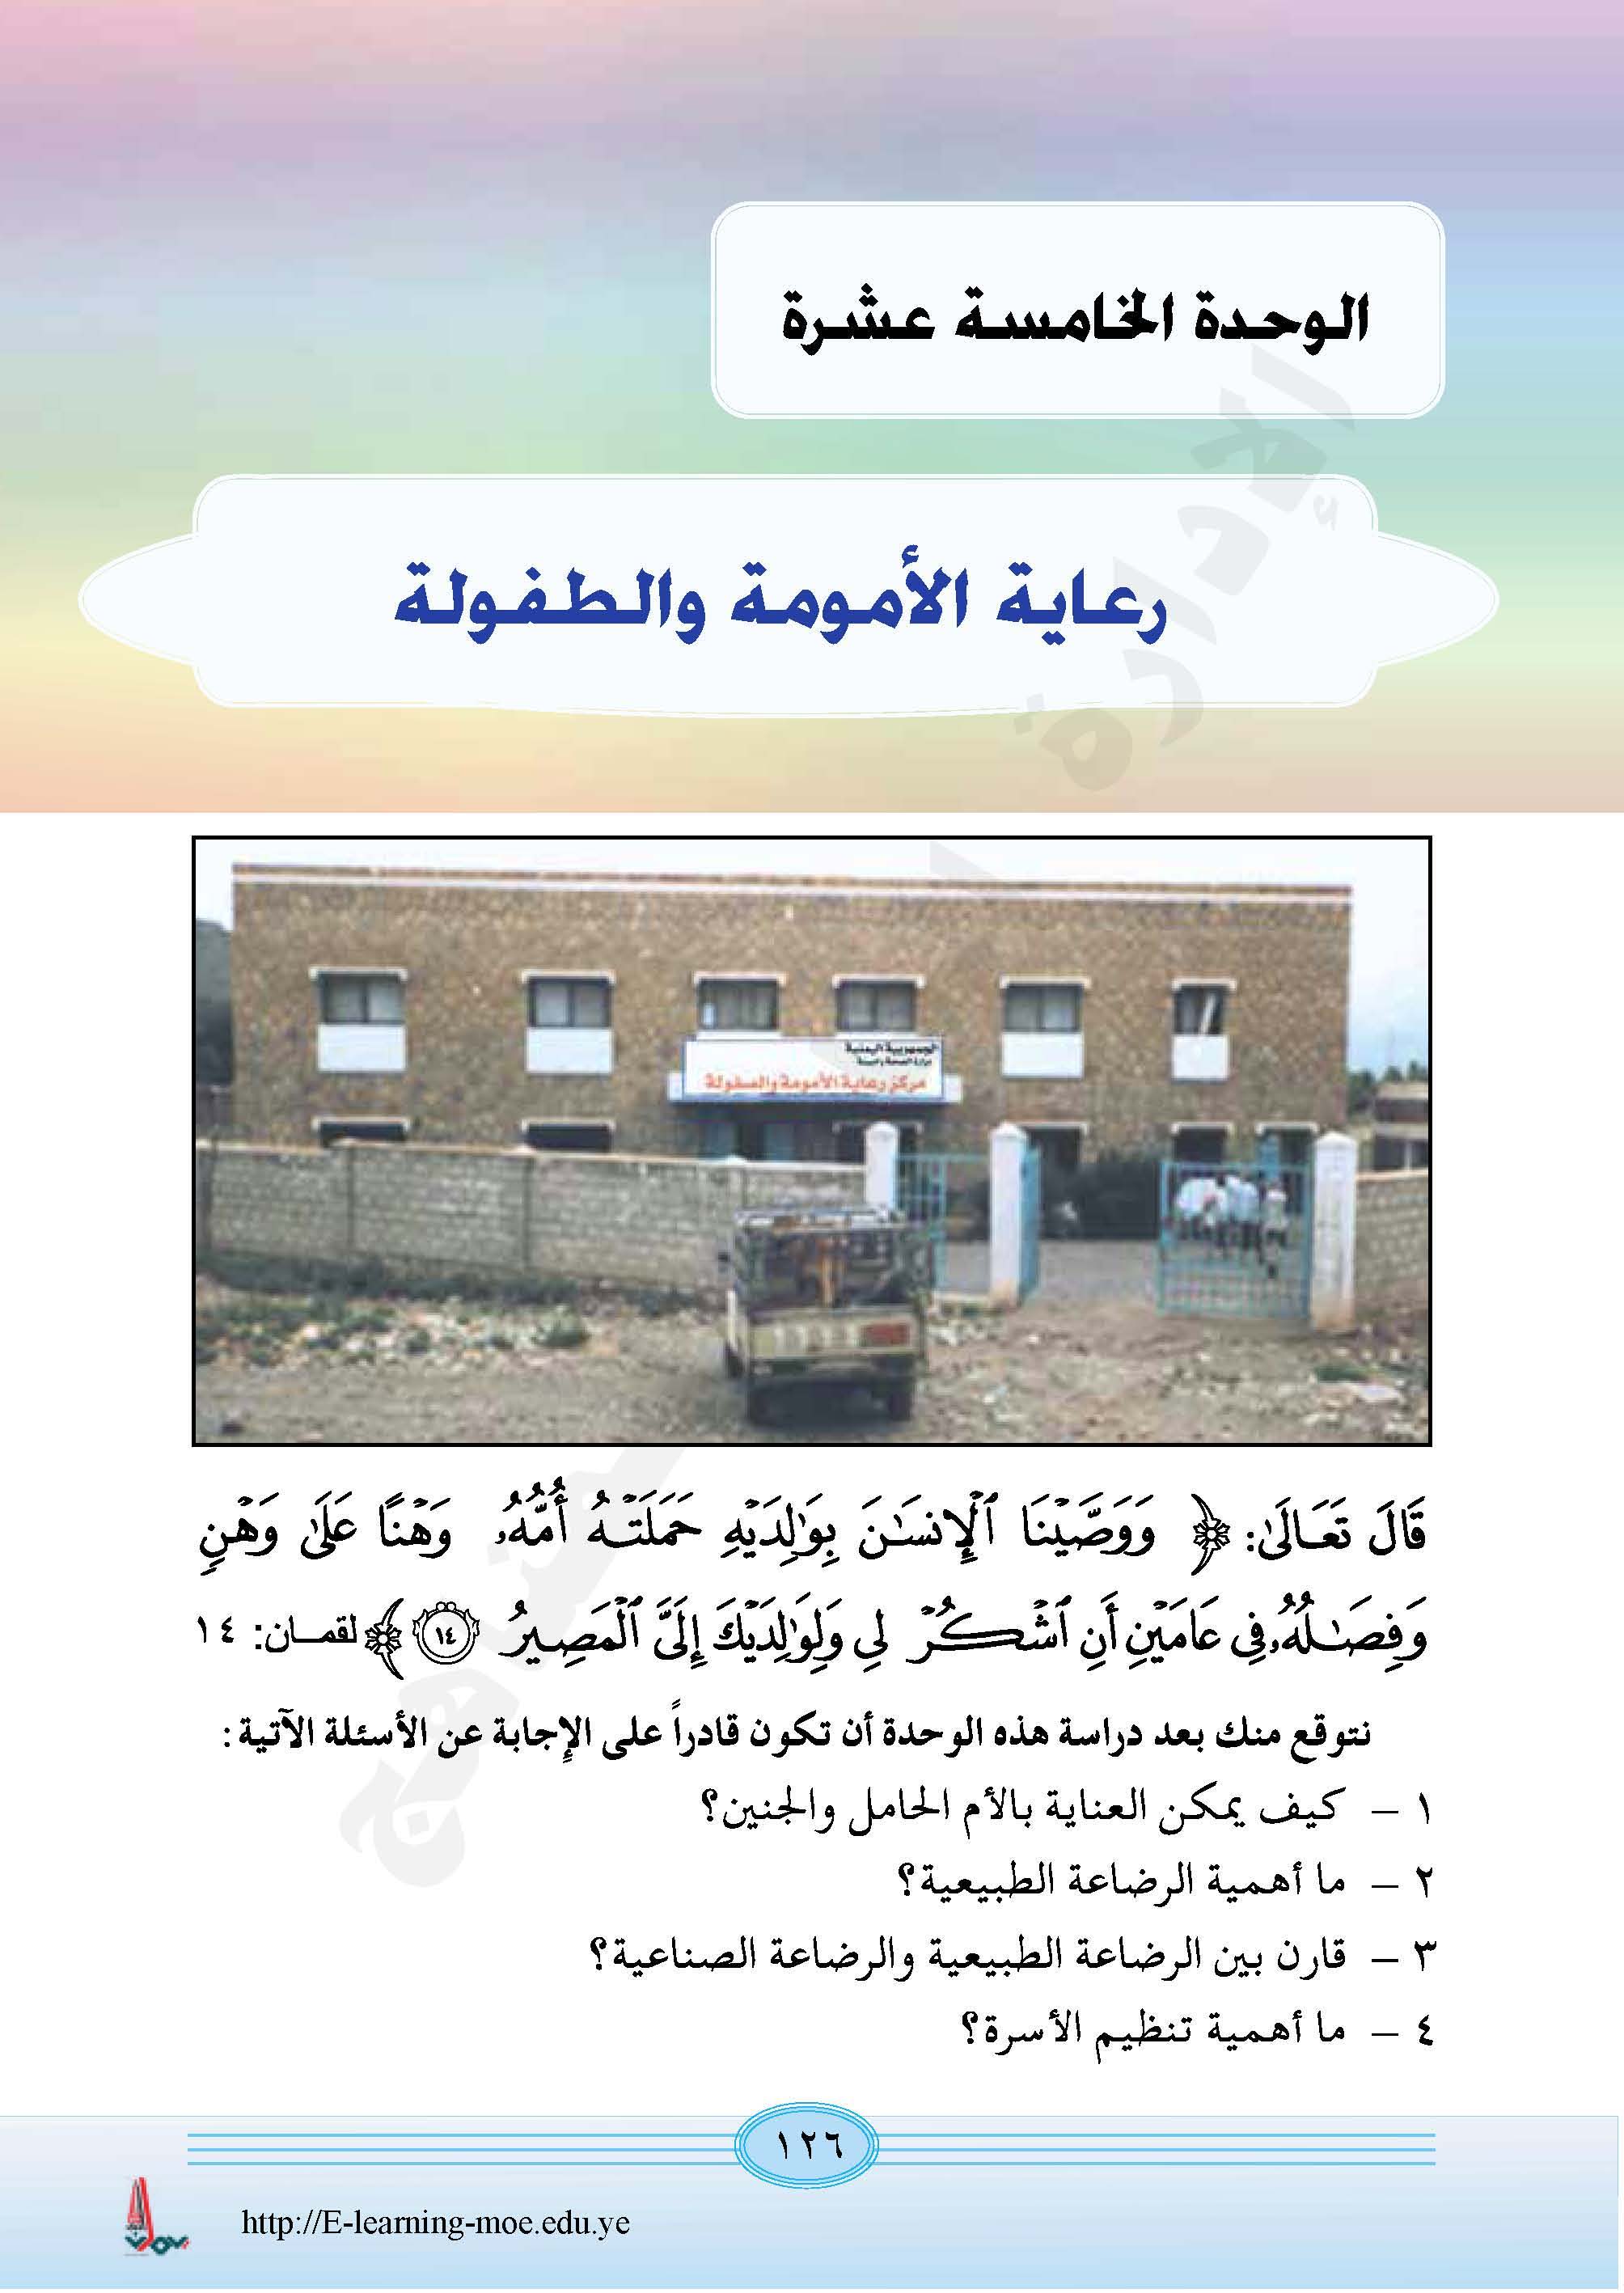 الوحدة الخامسة عشرة
رعاية الأمومة والطفولة
الجمهورية اليمنية
مركز رعاية الأمومة والطفولة
قَالَ تَعَالَىٰ: ﴿ وَوَصَّيْنَا ٱلْإِنسَٰنَ بِوَٰلِدَيْهِ حَمَلَتْهُ أُمُّهُۥ وَهْنًا عَلَىٰ وَهْنٍ
وَفِصَٰلُهُۥ فِى عَامَيْنِ أَنِ ٱشْكُرْ لِى وَلِوَٰلِدَيْكَ إِلَىَّ ٱلْمَصِيرُ ١٤ ﴾ لقمـان: ١٤
نتوقع منك بعد دراسة هذه الوحدة أن تكون قادراً على الإجابة عن الأسئلة الآتية:
١ – كيف يمكن العناية بالأم الحامل والجنين؟
٢ – ما أهمية الرضاعة الطبيعية؟
٣ – قارن بين الرضاعة الطبيعية والرضاعة الصناعية؟
٤ – ما أهمية تنظيم الأسرة؟
١٢٦
http://E-learning-moe.edu.ye